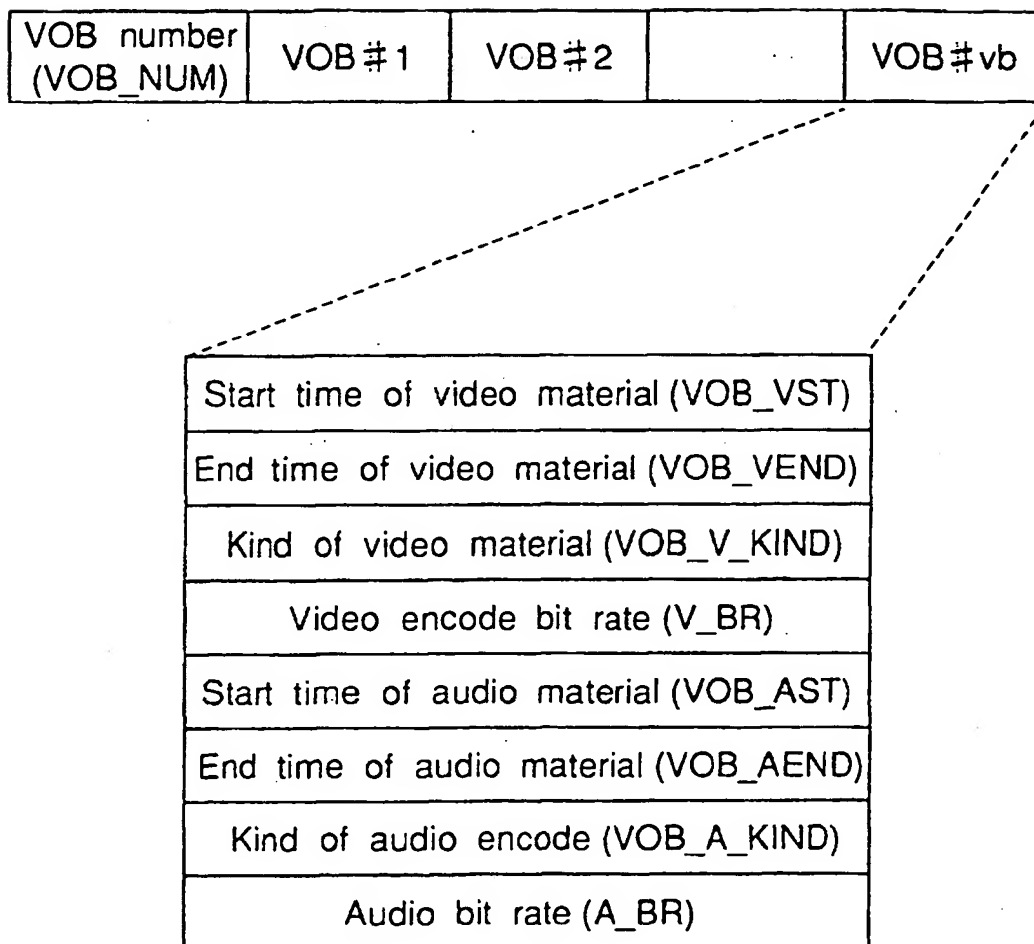 VOB number
(VOB_NUM)
VOB#1
VOB#2
VOB#vb
Start time of video material (VOB_VST)
End time of video material (VOB_VEND)
Kind of video material (VOB_V_KIND)
Video encode bit rate (V_BR)
Start time of audio material (VOB_AST)
End time of audio material (VOB_AEND)
Kind of audio encode (VOB_A_KIND)
Audio bit rate (A_BR)